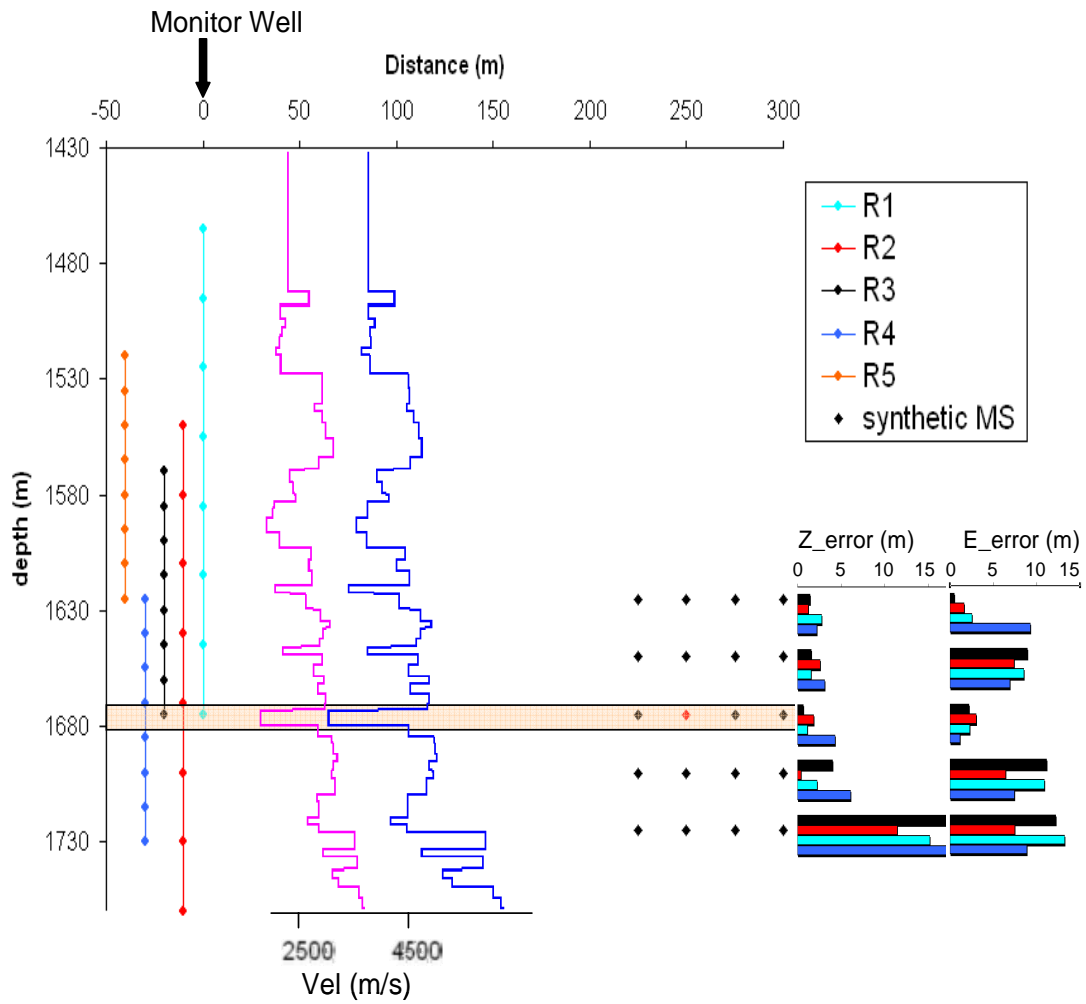 Monitor Well
Distance (m)
-50 0 50 100 150 200 250 300
1430
1480
1530
1580
1630
1680
1730
depth (m)
R1
R2
R3
R4
R5
synthetic MS
Z_error (m) E_error (m)
0 5 10 15 0 5 10 15
2500 4500
Vel (m/s)